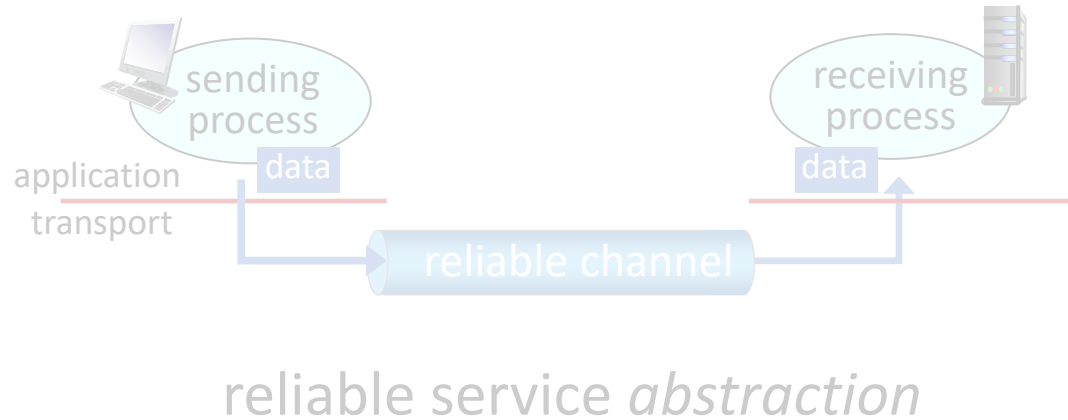 sending
process
receiving
process
data
data
application
transport
reliable channel
reliable service abstraction